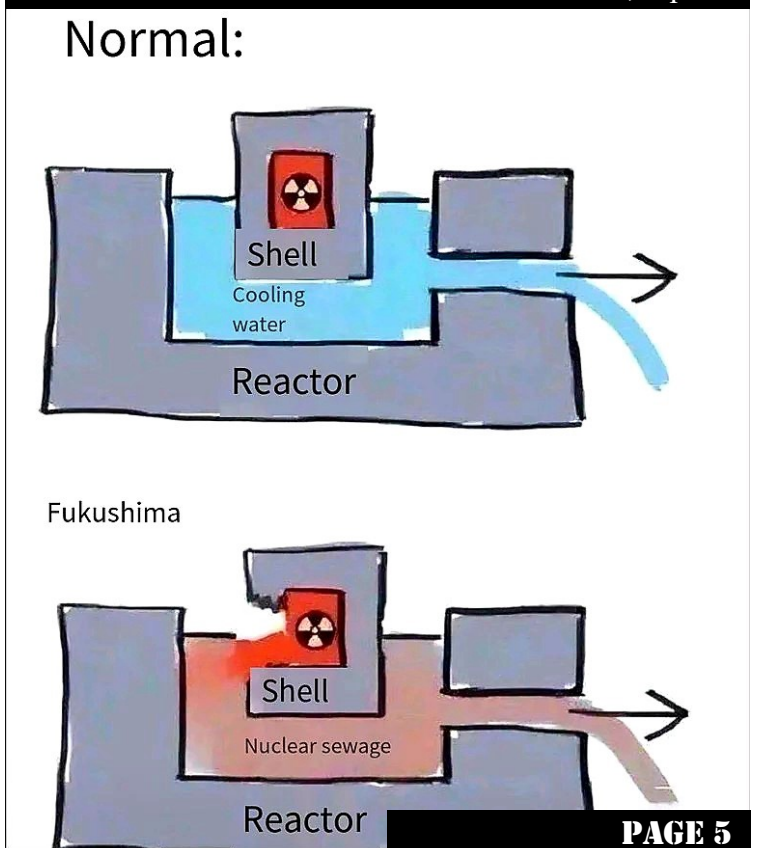 Normal:
Shell
Cooling
water
Reactor
Fukushima
Shell
Nuclear sewage
Reactor
PAGE 5